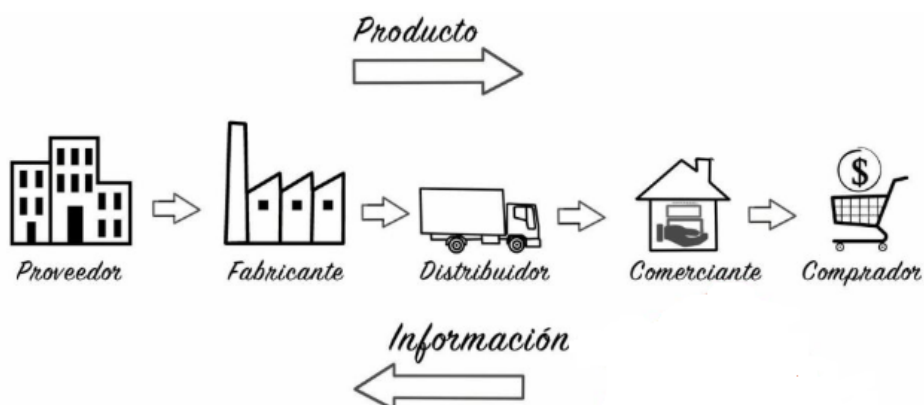 Producto
$
Proveedor
Fabricante
Distribuidor
Comerciante
Comprador
Información